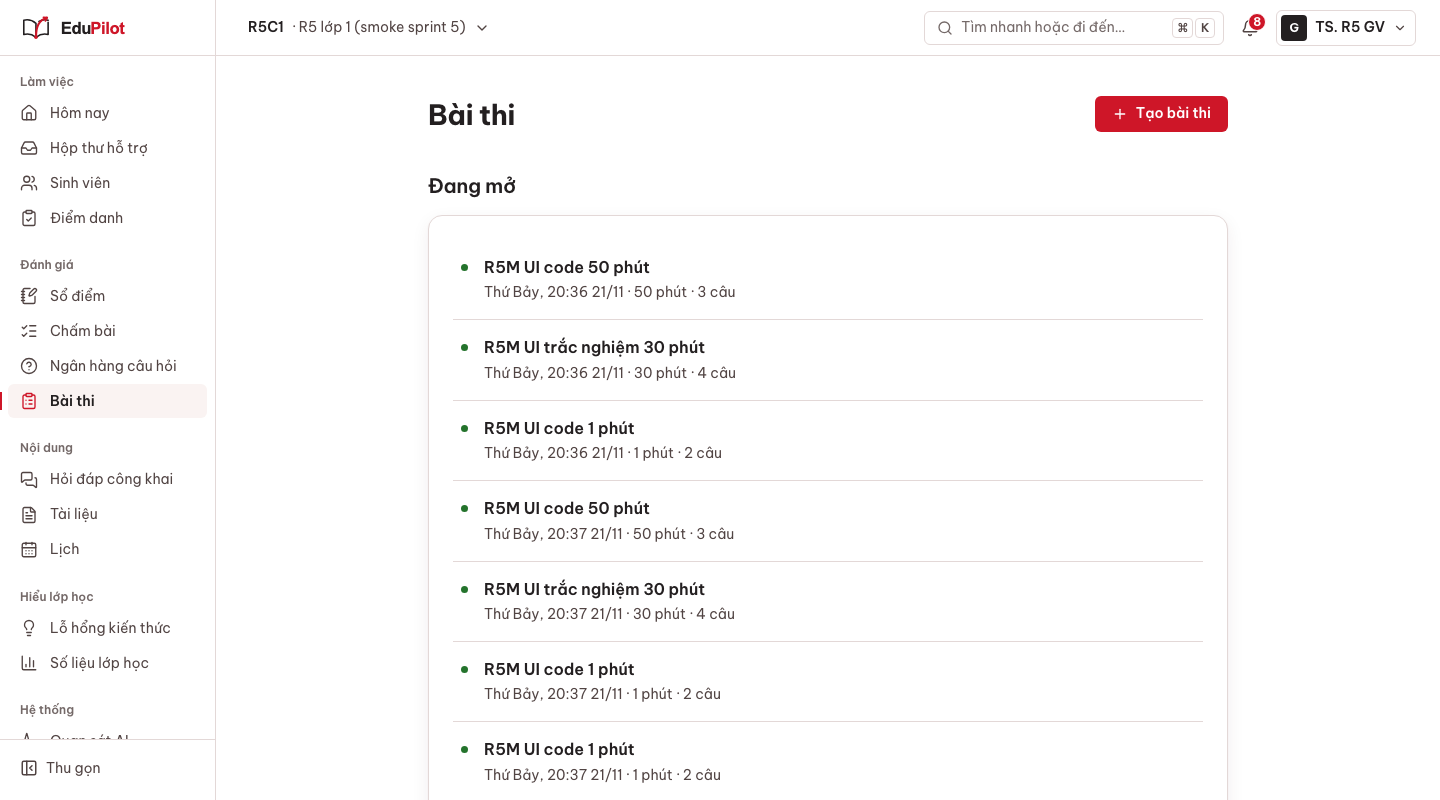 EduPilot
R5C1 · R5 lớp 1 (smoke sprint 5)
Tìm nhanh hoặc đi đến...
⌘ K
8
G
TS. R5 GV
Làm việc
Hôm nay
Hộp thư hỗ trợ
Sinh viên
Điểm danh
Đánh giá
Sổ điểm
Chấm bài
Ngân hàng câu hỏi
Bài thi
Nội dung
Hỏi đáp công khai
Tài liệu
Lịch
Hiểu lớp học
Lỗ hổng kiến thức
Số liệu lớp học
Hệ thống
Thu gọn
Bài thi
Tạo bài thi
Đang mở
R5M UI code 50 phút
Thứ Bảy, 20:36 21/11 · 50 phút · 3 câu
R5M UI trắc nghiệm 30 phút
Thứ Bảy, 20:36 21/11 · 30 phút · 4 câu
R5M UI code 1 phút
Thứ Bảy, 20:36 21/11 · 1 phút · 2 câu
R5M UI code 50 phút
Thứ Bảy, 20:37 21/11 · 50 phút · 3 câu
R5M UI trắc nghiệm 30 phút
Thứ Bảy, 20:37 21/11 · 30 phút · 4 câu
R5M UI code 1 phút
Thứ Bảy, 20:37 21/11 · 1 phút · 2 câu
R5M UI code 1 phút
Thứ Bảy, 20:37 21/11 · 1 phút · 2 câu